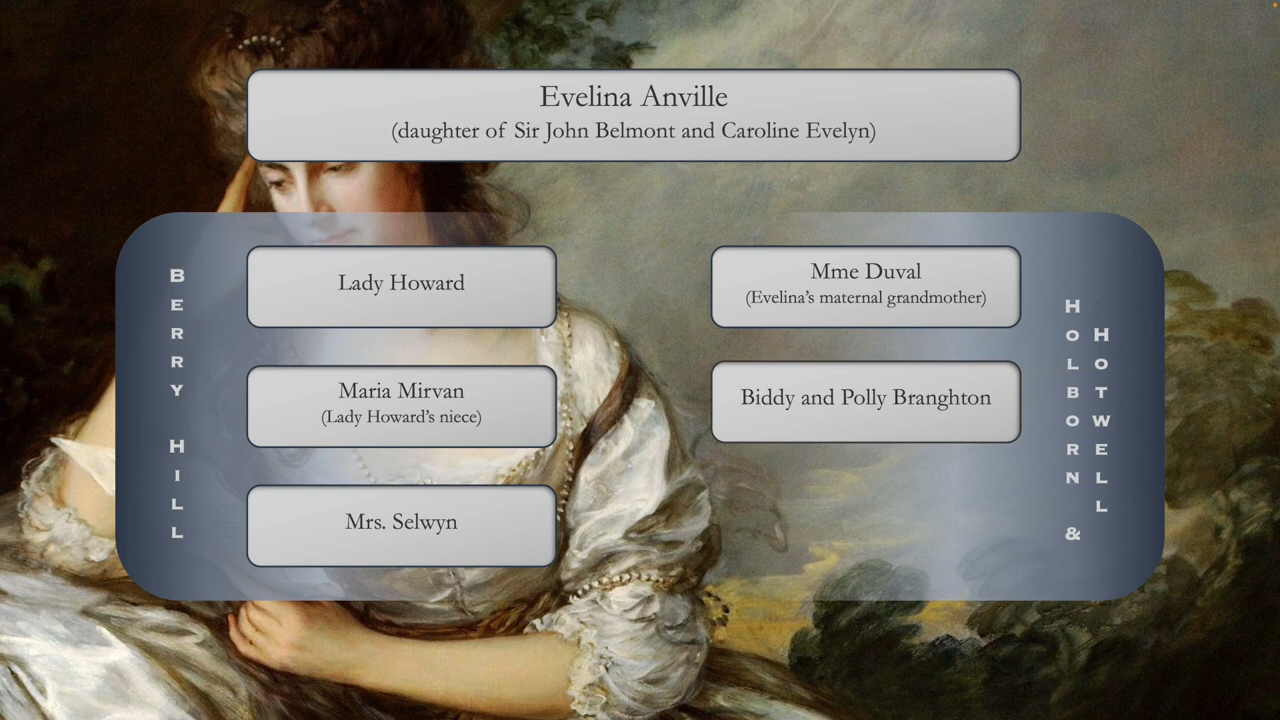 Evelina Anville
(daughter of Sir John Belmont and Caroline Evelyn)
BERRY HILL
Lady Howard
Maria Mirvan
(Lady Howard's niece)
Mrs. Selwyn
Mme Duval
(Evelina's maternal grandmother)
Biddy and Polly Branghton
HOLBORN &
HOTWELL